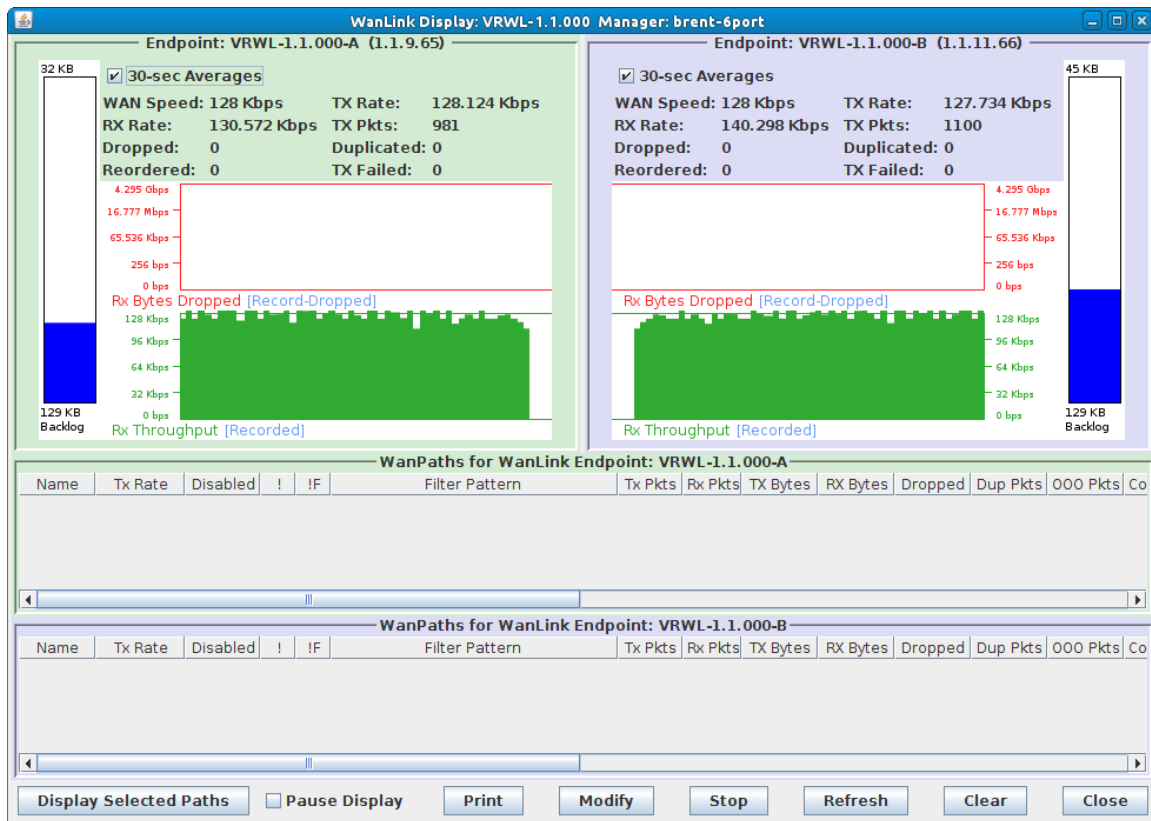 WanLink Display: VRWL-1.1.000 Manager: brent-6port
Endpoint: VRWL-1.1.000-A (1.1.9.65)
32 KB
30-sec Averages
WAN Speed: 128 Kbps TX Rate: 128.124 Kbps
RX Rate: 130.572 Kbps TX Pkts: 981
Dropped: 0 Duplicated: 0
Reordered: 0 TX Failed: 0
4.295 Gbps
16.777 Mbps
65.536 Kbps
256 bps
0 bps
Rx Bytes Dropped [Record-Dropped]
128 Kbps
96 Kbps
64 Kbps
32 Kbps
0 bps
Rx Throughput [Recorded]
129 KB
Backlog
Endpoint: VRWL-1.1.000-B (1.1.11.66)
30-sec Averages
45 KB
WAN Speed: 128 Kbps TX Rate: 127.734 Kbps
RX Rate: 140.298 Kbps TX Pkts: 1100
Dropped: 0 Duplicated: 0
Reordered: 0 TX Failed: 0
4.295 Gbps
16.777 Mbps
65.536 Kbps
256 bps
0 bps
Rx Bytes Dropped [Record-Dropped]
128 Kbps
96 Kbps
64 Kbps
32 Kbps
0 bps
Rx Throughput [Recorded]
129 KB
Backlog
WanPaths for WanLink Endpoint: VRWL-1.1.000-A
Name Tx Rate Disabled ! !F Filter Pattern Tx Pkts Rx Pkts TX Bytes RX Bytes Dropped Dup Pkts OOO Pkts Co
WanPaths for WanLink Endpoint: VRWL-1.1.000-B
Name Tx Rate Disabled ! !F Filter Pattern Tx Pkts Rx Pkts TX Bytes RX Bytes Dropped Dup Pkts OOO Pkts Co
Display Selected Paths Pause Display Print Modify Stop Refresh Clear Close